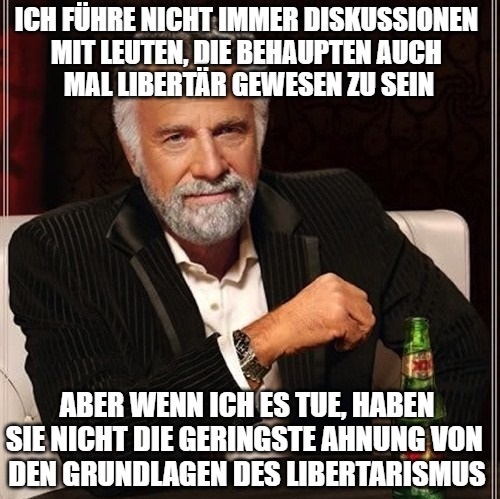 ICH FÜHRE NICHT IMMER DISKUSSIONEN
MIT LEUTEN, DIE BEHAUPTEN AUCH
MAL LIBERTÄR GEWESEN ZU SEIN
ABER WENN ICH ES TUE, HABEN
SIE NICHT DIE GERINGSTE AHNUNG VON
DEN GRUNDLAGEN DES LIBERTARISMUS